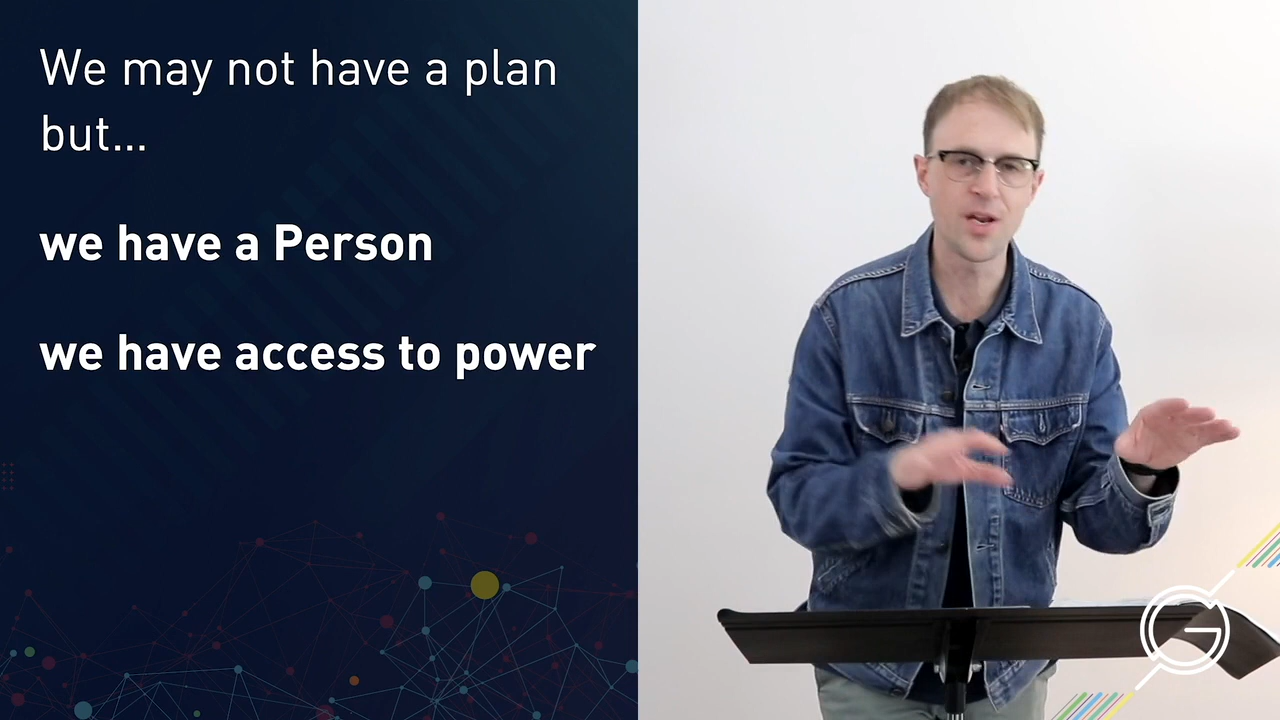 We may not have a plan
but...
we have a Person
we have access to power
G